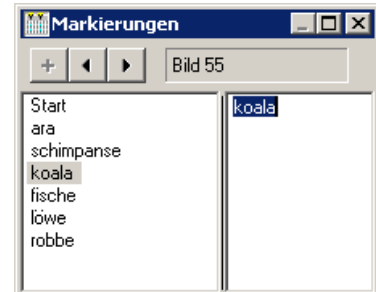 Markierungen
+ Bild 55
Start
ara
schimpanse
koala
fische
löwe
robbe
koala